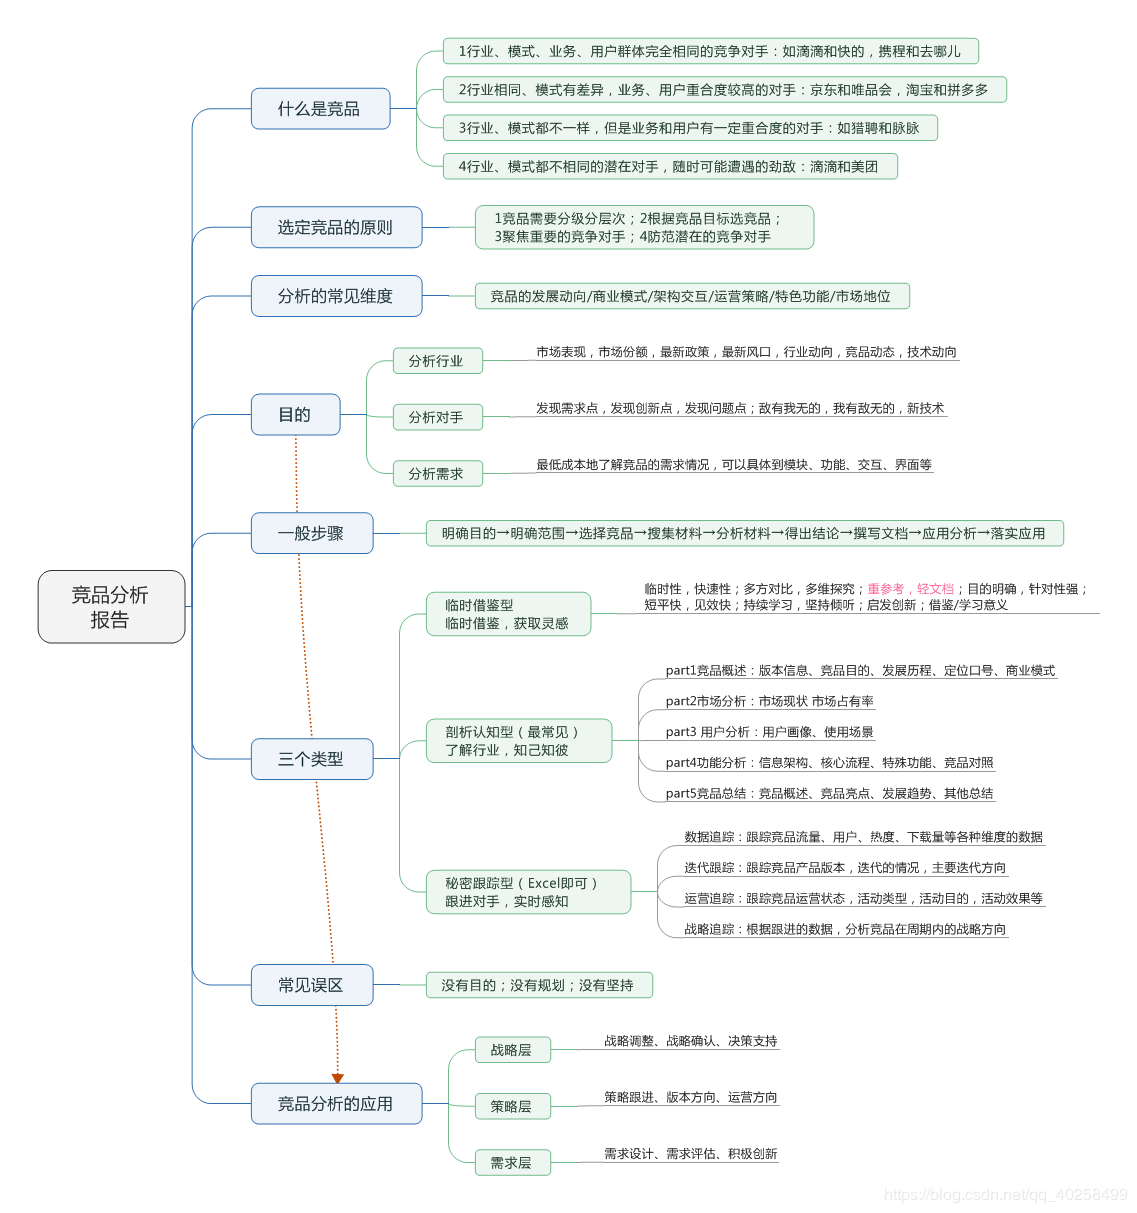 竞品分析
报告
什么是竞品
1行业、模式、业务、用户群体完全相同的竞争对手：如滴滴和快的，携程和去哪儿
2行业相同、模式有差异，业务、用户重合度较高的对手：京东和唯品会，淘宝和拼多多
3行业、模式都不一样，但是业务和用户有一定重合度的对手：如猎聘和脉脉
4行业、模式都不相同的潜在对手，随时可能遭遇的劲敌：滴滴和美团
选定竞品的原则
1竞品需要分级分层次；2根据竞品目标选竞品；
3聚焦重要的竞争对手；4防范潜在的竞争对手
分析的常见维度
竞品的发展动向/商业模式/架构交互/运营策略/特色功能/市场地位
目的
分析行业
市场表现，市场份额，最新政策，最新风口，行业动向，竞品动态，技术动向
分析对手
发现需求点，发现创新点，发现问题点；敌有我无的，我有敌无的，新技术
分析需求
最低成本地了解竞品的需求情况，可以具体到模块、功能、交互、界面等
一般步骤
明确目的→明确范围→选择竞品→搜集材料→分析材料→得出结论→撰写文档→应用分析→落实应用
三个类型
临时借鉴型
临时借鉴，获取灵感
临时性，快速性；多方对比，多维探究；重参考，轻文档；目的明确，针对性强；
短平快，见效快；持续学习，坚持倾听；启发创新；借鉴/学习意义
剖析认知型（最常见）
了解行业，知己知彼
part1竞品概述：版本信息、竞品目的、发展历程、定位口号、商业模式
part2市场分析：市场现状 市场占有率
part3 用户分析：用户画像、使用场景
part4功能分析：信息架构、核心流程、特殊功能、竞品对照
part5竞品总结：竞品概述、竞品亮点、发展趋势、其他总结
秘密跟踪型（Excel即可）
跟进对手，实时感知
数据追踪：跟踪竞品流量、用户、热度、下载量等各种维度的数据
迭代跟踪：跟踪竞品产品版本，迭代的情况，主要迭代方向
运营追踪：跟踪竞品运营状态，活动类型，活动目的，活动效果等
战略追踪：根据跟进的数据，分析竞品在周期内的战略方向
常见误区
没有目的；没有规划；没有坚持
竞品分析的应用
战略层
战略调整、战略确认、决策支持
策略层
策略跟进、版本方向、运营方向
需求层
需求设计、需求评估、积极创新
https://blog.csdn.net/qq_40258499